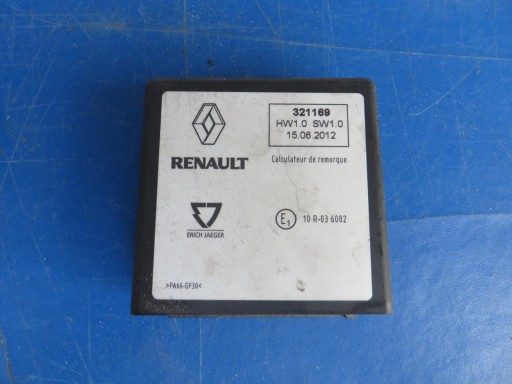 321169
HW1.0 SW1.0
15.06.2012
RENAULT
Calculateur de remorque
ERICH JAEGER
E1 10 R-03 6082
>PA66-GF30<